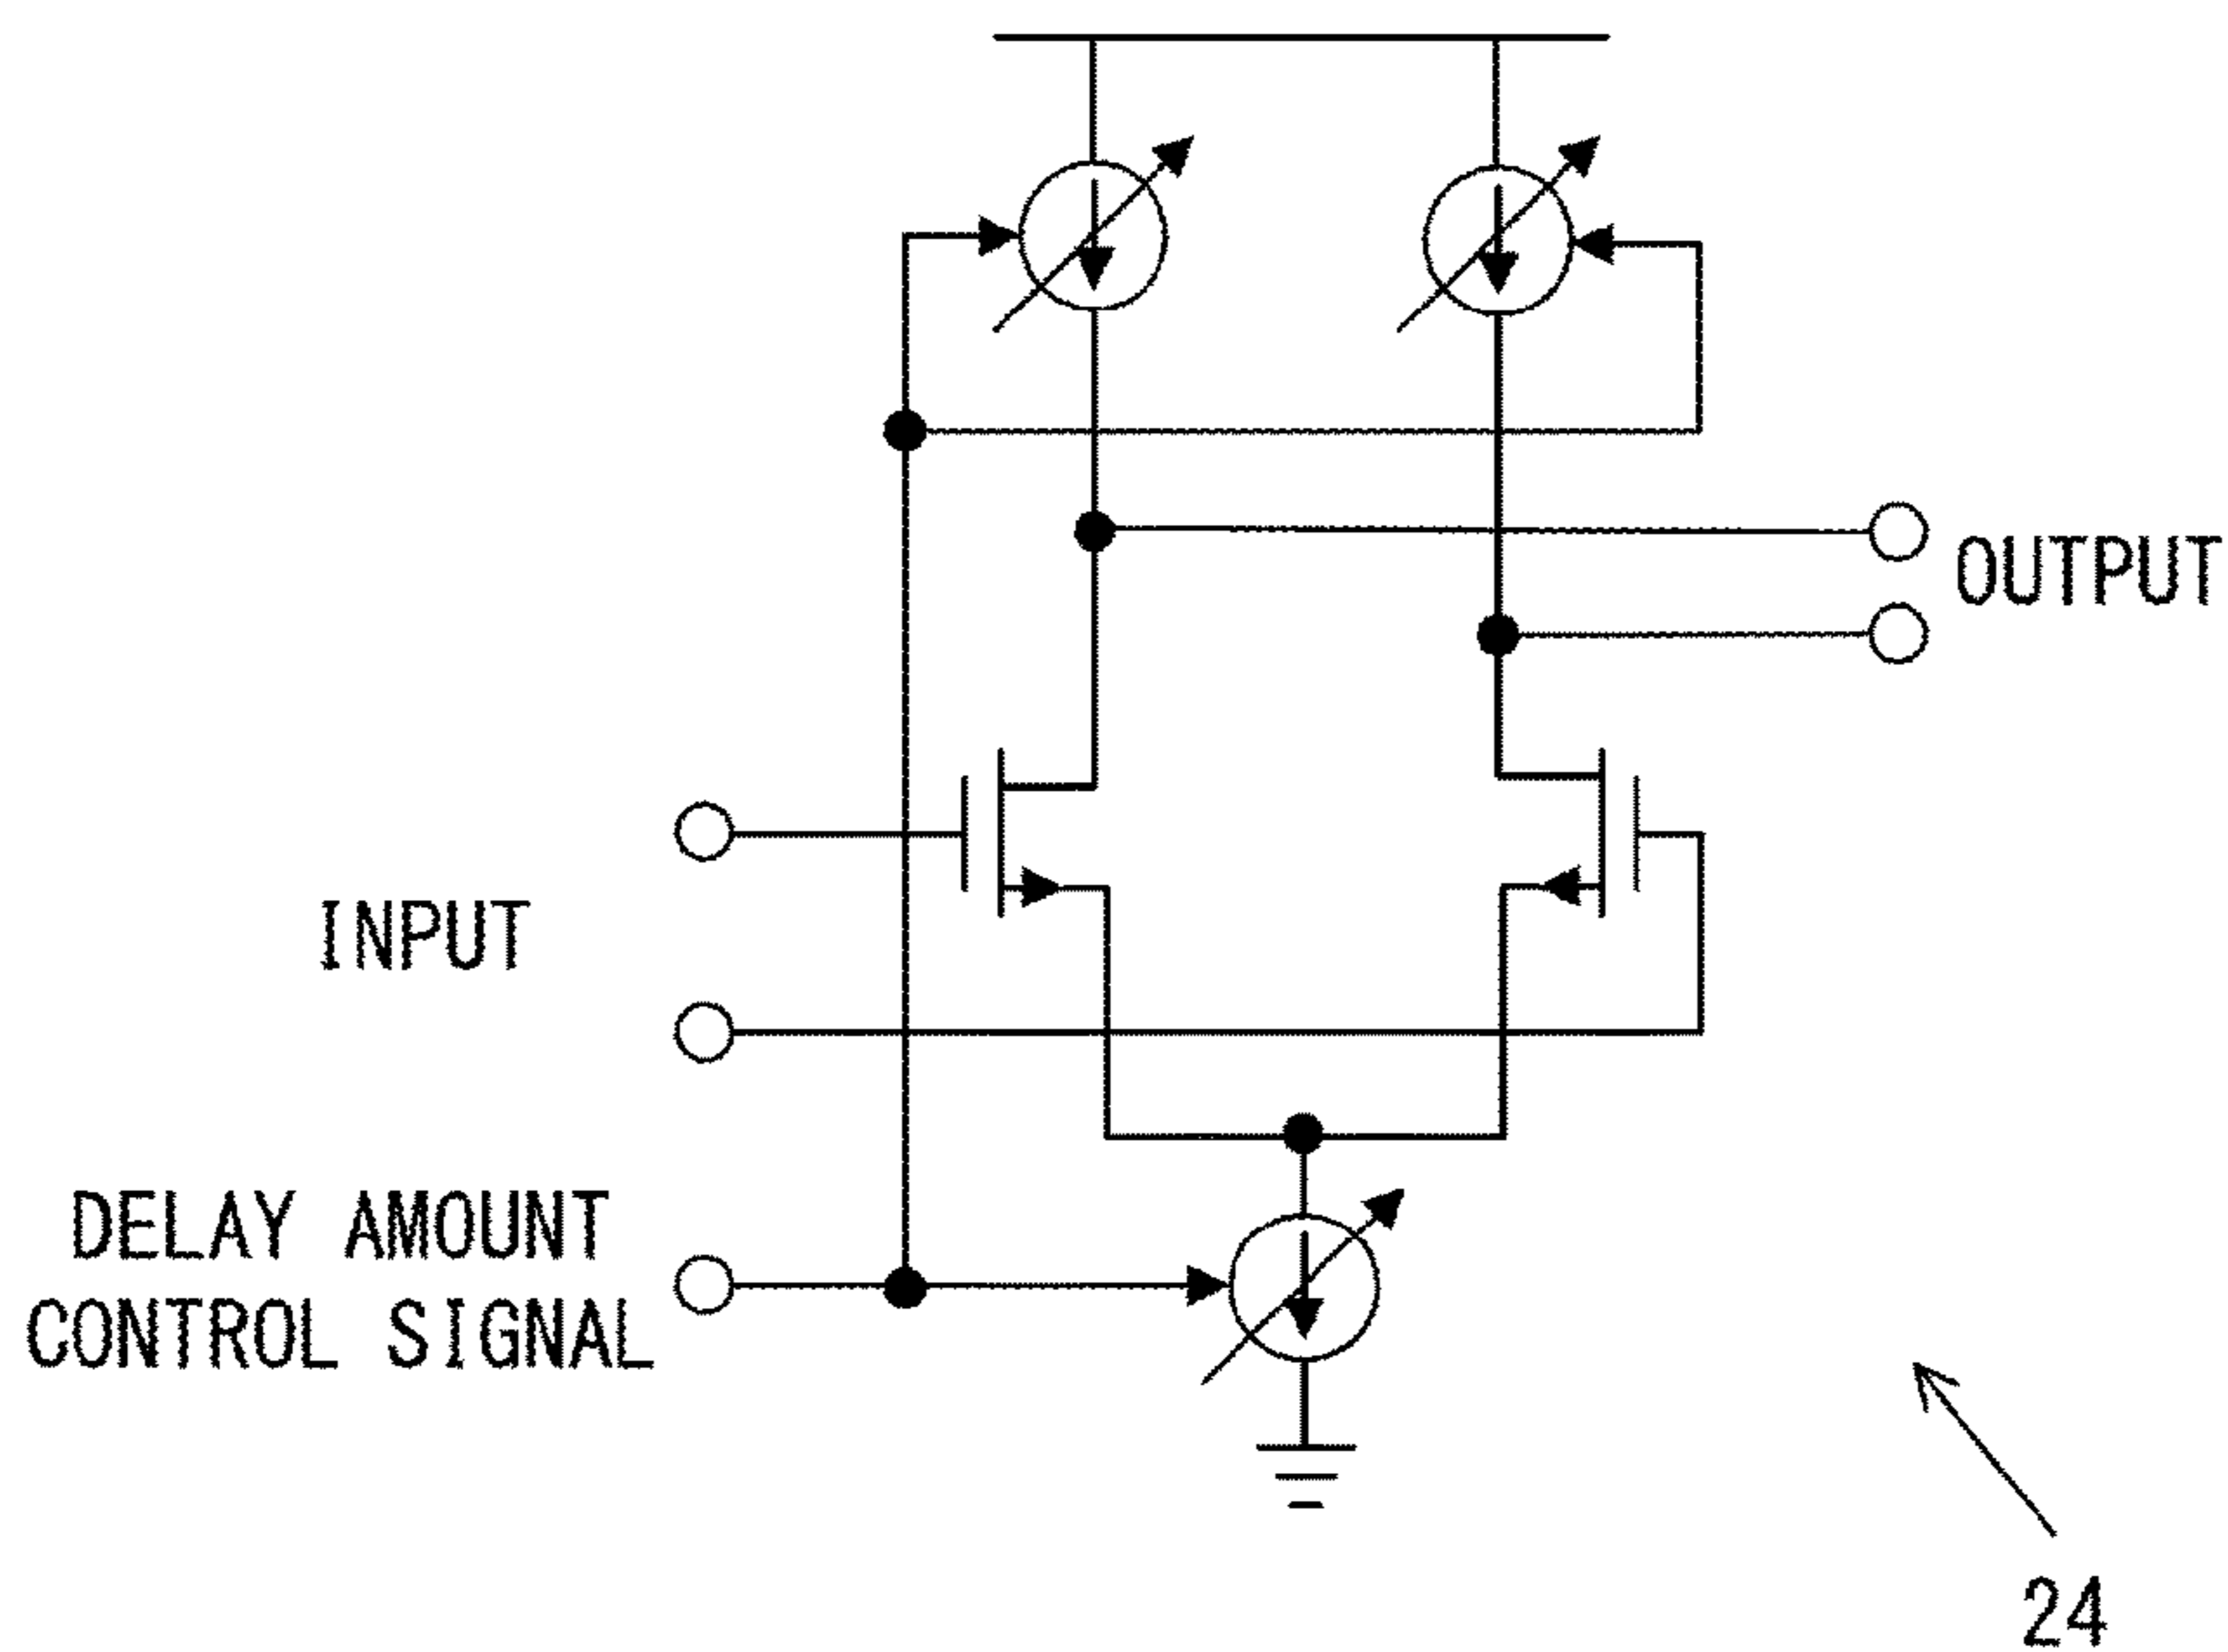 OUTPUT
INPUT
DELAY AMOUNT
CONTROL SIGNAL
24